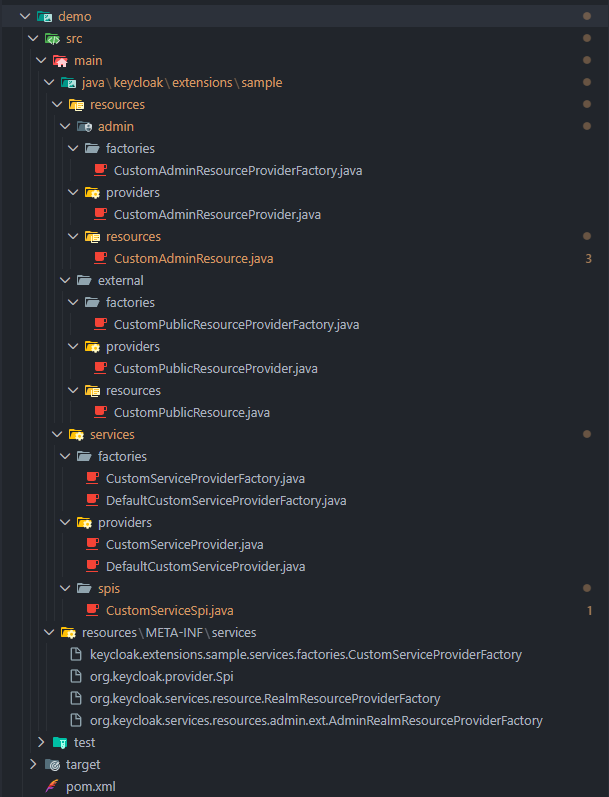 demo
src
main
java\keycloak\extensions\sample
resources
admin
factories
CustomAdminResourceProviderFactory.java
providers
CustomAdminResourceProvider.java
resources
CustomAdminResource.java 3
external
factories
CustomPublicResourceProviderFactory.java
providers
CustomPublicResourceProvider.java
resources
CustomPublicResource.java
services
factories
CustomServiceProviderFactory.java
DefaultCustomServiceProviderFactory.java
providers
CustomServiceProvider.java
DefaultCustomServiceProvider.java
spis
CustomServiceSpi.java 1
resources\META-INF\services
keycloak.extensions.sample.services.factories.CustomServiceProviderFactory
org.keycloak.provider.Spi
org.keycloak.services.resource.RealmResourceProviderFactory
org.keycloak.services.resources.admin.ext.AdminRealmResourceProviderFactory
test
target
pom.xml